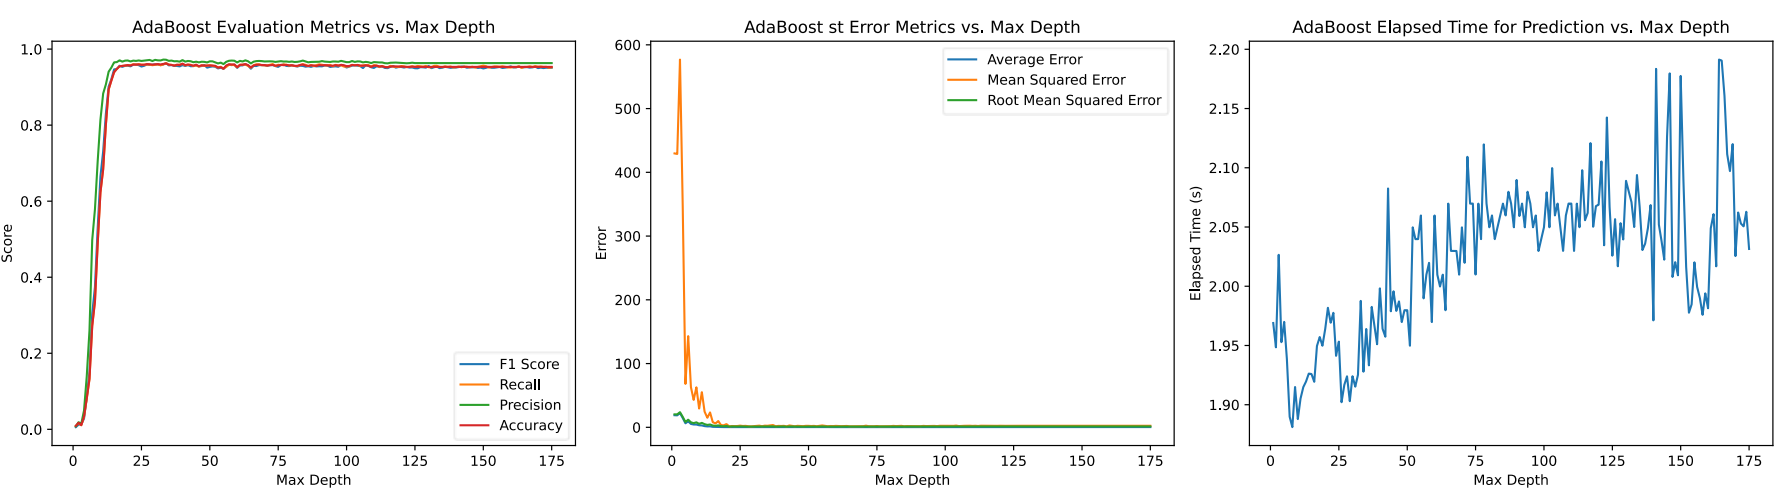 AdaBoost Evaluation Metrics vs. Max Depth
1.0
0.8
0.6
0.4
0.2
0.0
Score
0 25 50 75 100 125 150 175
Max Depth
F1 Score
Recall
Precision
Accuracy
AdaBoost st Error Metrics vs. Max Depth
600
500
400
300
200
100
0
Error
0 25 50 75 100 125 150 175
Max Depth
Average Error
Mean Squared Error
Root Mean Squared Error
AdaBoost Elapsed Time for Prediction vs. Max Depth
2.20
2.15
2.10
2.05
2.00
1.95
1.90
Elapsed Time (s)
0 25 50 75 100 125 150 175
Max Depth